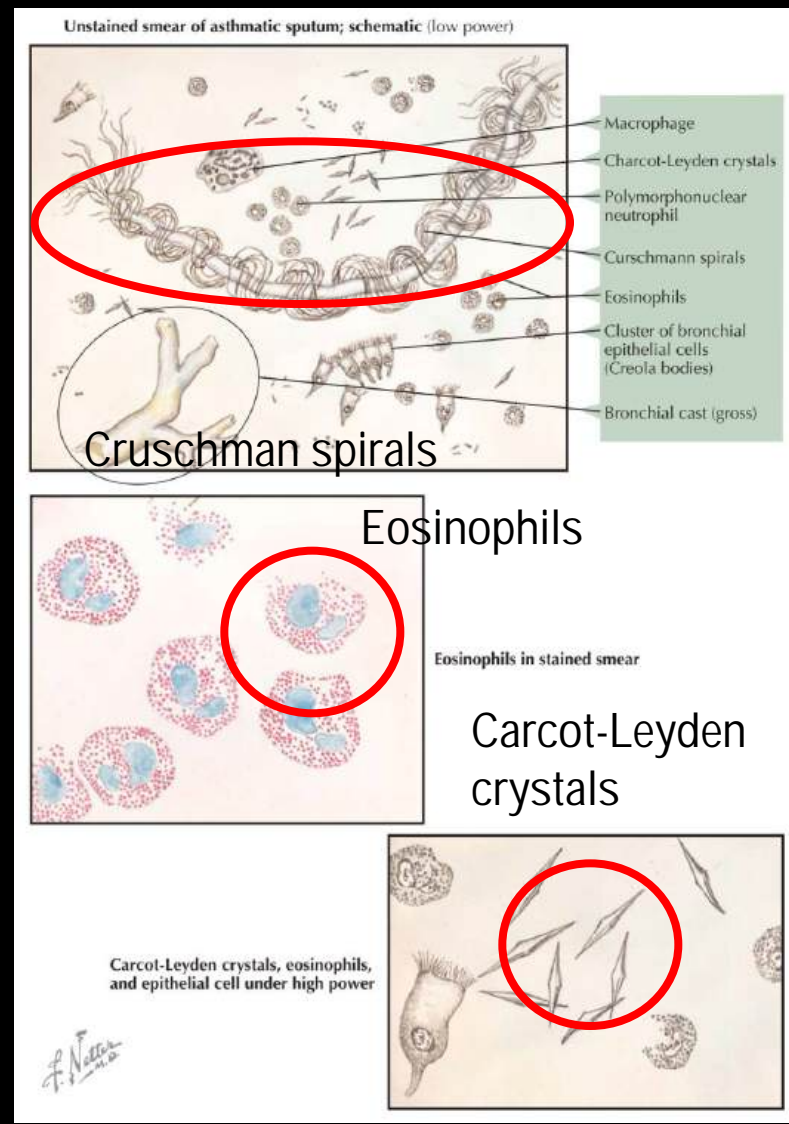 Unstained smear of asthmatic sputum; schematic (low power)
Macrophage
Charcot-Leyden crystals
Polymorphonuclear
neutrophil
Curschmann spirals
Eosinophils
Cluster of bronchial
epithelial cells
(Creola bodies)
Bronchial cast (gross)
Cruschman spirals
Eosinophils
Eosinophils in stained smear
Carcot-Leyden
crystals
Carcot-Leyden crystals, eosinophils,
and epithelial cell under high power
F. Netter
M.D.